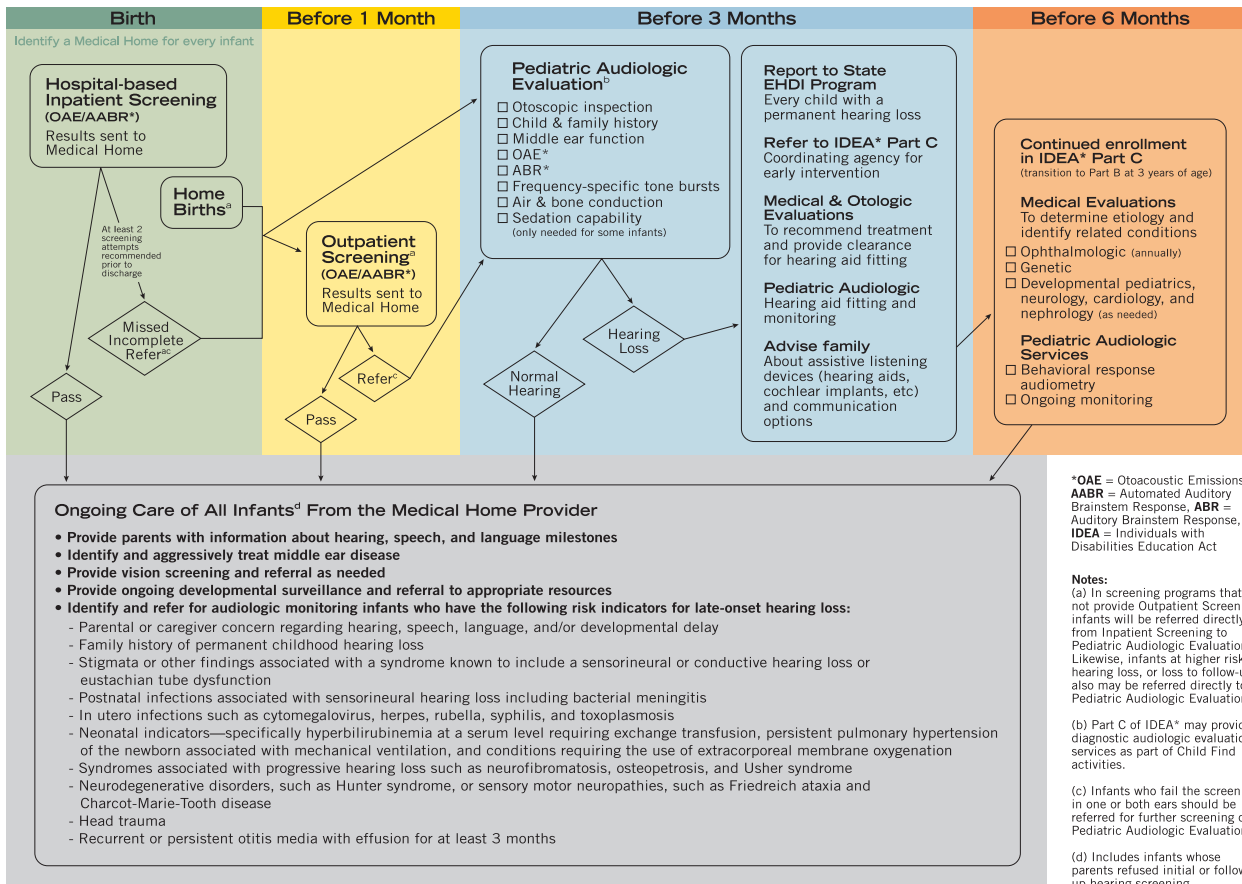 Birth
Before 1 Month
Before 3 Months
Before 6 Months
Identify a Medical Home for every infant
Hospital-based
Inpatient Screening
(OAE/AABR*)
Results sent to
Medical Home
Home
Births^a
At least 2
screening
attempts
recommended
prior to
discharge
Missed
Incomplete
Refer^ac
Pass
Outpatient
Screening^a
(OAE/AABR*)
Results sent to
Medical Home
Refer^c
Pass
Pediatric Audiologic
Evaluation^b
☐ Otoscopic inspection
☐ Child & family history
☐ Middle ear function
☐ OAE*
☐ ABR*
☐ Frequency-specific tone bursts
☐ Air & bone conduction
☐ Sedation capability
(only needed for some infants)
Hearing
Loss
Normal
Hearing
Report to State
EHDI Program
Every child with a
permanent hearing loss
Refer to IDEA* Part C
Coordinating agency for
early intervention
Medical & Otologic
Evaluations
To recommend treatment
and provide clearance
for hearing aid fitting
Pediatric Audiologic
Hearing aid fitting and
monitoring
Advise family
About assistive listening
devices (hearing aids,
cochlear implants, etc)
and communication
options
Continued enrollment
in IDEA* Part C
(transition to Part B at 3 years of age)
Medical Evaluations
To determine etiology and
identify related conditions
☐ Ophthalmologic (annually)
☐ Genetic
☐ Developmental pediatrics,
neurology, cardiology, and
nephrology (as needed)
Pediatric Audiologic
Services
☐ Behavioral response
audiometry
☐ Ongoing monitoring
Ongoing Care of All Infants^d From the Medical Home Provider
• Provide parents with information about hearing, speech, and language milestones
• Identify and aggressively treat middle ear disease
• Provide vision screening and referral as needed
• Provide ongoing developmental surveillance and referral to appropriate resources
• Identify and refer for audiologic monitoring infants who have the following risk indicators for late-onset hearing loss:
- Parental or caregiver concern regarding hearing, speech, language, and/or developmental delay
- Family history of permanent childhood hearing loss
- Stigmata or other findings associated with a syndrome known to include a sensorineural or conductive hearing loss or
eustachian tube dysfunction
- Postnatal infections associated with sensorineural hearing loss including bacterial meningitis
- In utero infections such as cytomegalovirus, herpes, rubella, syphilis, and toxoplasmosis
- Neonatal indicators—specifically hyperbilirubinemia at a serum level requiring exchange transfusion, persistent pulmonary hypertension
of the newborn associated with mechanical ventilation, and conditions requiring the use of extracorporeal membrane oxygenation
- Syndromes associated with progressive hearing loss such as neurofibromatosis, osteopetrosis, and Usher syndrome
- Neurodegenerative disorders, such as Hunter syndrome, or sensory motor neuropathies, such as Friedreich ataxia and
Charcot-Marie-Tooth disease
- Head trauma
- Recurrent or persistent otitis media with effusion for at least 3 months
*OAE = Otoacoustic Emissions
AABR = Automated Auditory
Brainstem Response, ABR =
Auditory Brainstem Response,
IDEA = Individuals with
Disabilities Education Act
Notes:
(a) In screening programs that
not provide Outpatient
infants will be referred
from Inpatient Screening to
Pediatric Audiologic
Likewise, infants at higher
hearing loss, or loss to
also may be referred directly
Pediatric Audiologic
(b) Part C of IDEA* may
diagnostic audiologic
services as part of Child Find
activities.
(c) Infants who fail the
in one or both ears should be
referred for further screening
Pediatric Audiologic
(d) Includes infants whose
parents refused initial or
up hearing screening